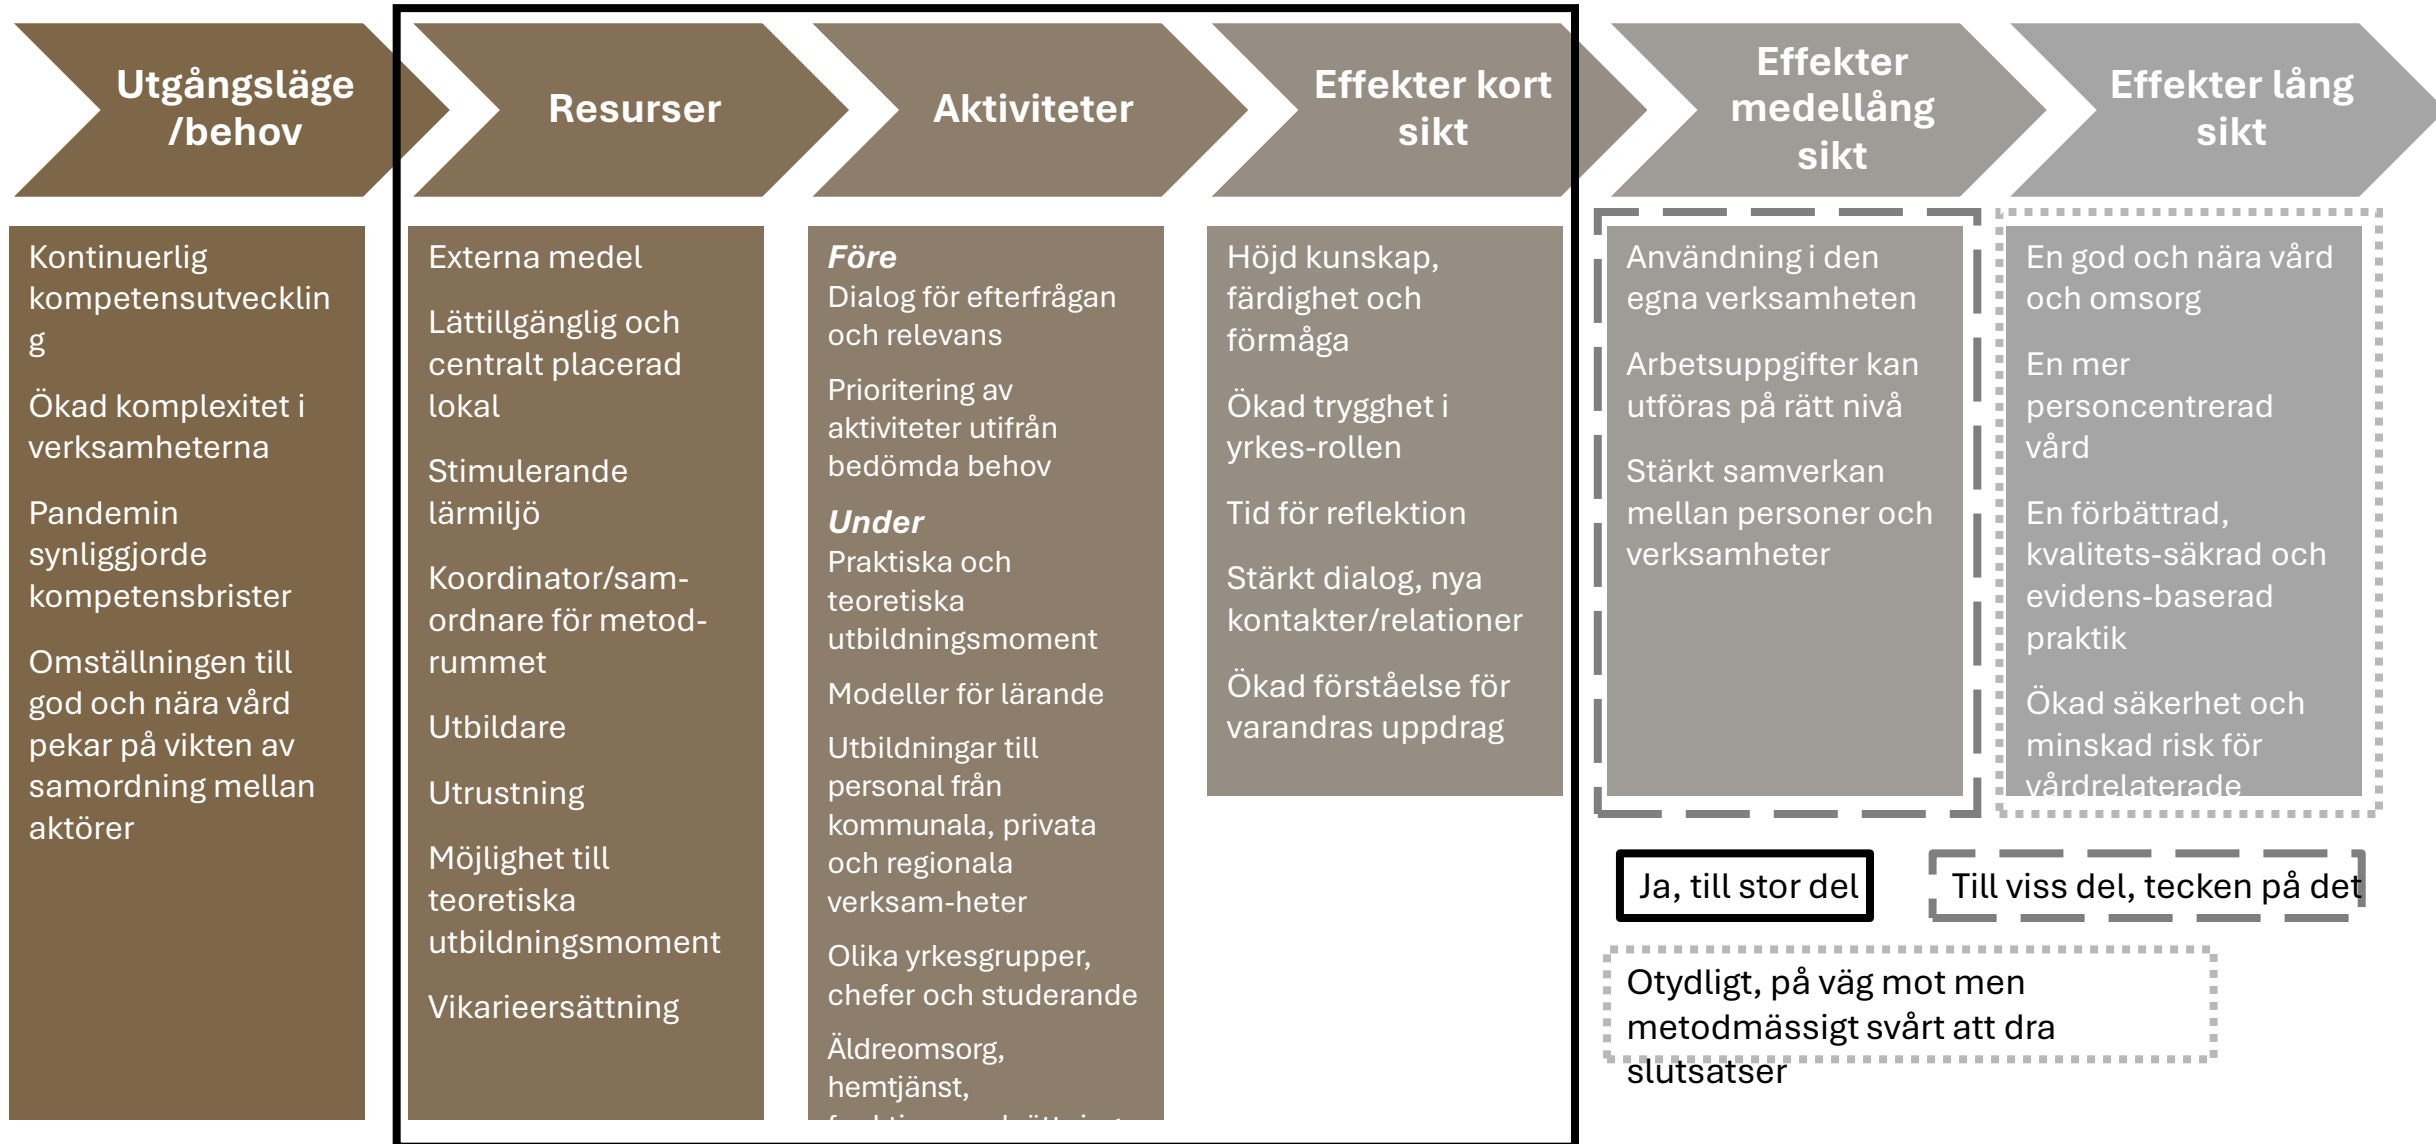 Utgångsläge
/behov
Resurser
Aktiviteter
Effekter kort
sikt
Effekter
medellång
sikt
Effekter lång
sikt
Kontinuerlig
kompetensutvecklin
g
Ökad komplexitet i
verksamheterna
Pandemin
synliggjorde
kompetensbrister
Omställningen till
god och nära vård
pekar på vikten av
samordning mellan
aktörer
Externa medel
Lättillgänglig och
centralt placerad
lokal
Stimulerande
lärmiljö
Koordinator/sam-
ordnare för metod-
rummet
Utbildare
Utrustning
Möjlighet till
teoretiska
utbildningsmoment
Vikarieersättning
Före
Dialog för efterfrågan
och relevans
Prioritering av
aktiviteter utifrån
bedömda behov
Under
Praktiska och
teoretiska
utbildningsmoment
Modeller för lärande
Utbildningar till
personal från
kommunala, privata
och regionala
verksam-heter
Olika yrkesgrupper,
chefer och studerande
Äldreomsorg,
hemtjänst,
Höjd kunskap,
färdighet och
förmåga
Ökad trygghet i
yrkes-rollen
Tid för reflektion
Stärkt dialog, nya
kontakter/relationer
Ökad förståelse för
varandras uppdrag
Användning i den
egna verksamheten
Arbetsuppgifter kan
utföras på rätt nivå
Stärkt samverkan
mellan personer och
verksamheter
En god och nära vård
och omsorg
En mer
personcentrerad
vård
En förbättrad,
kvalitets-säkrad och
evidens-baserad
praktik
Ökad säkerhet och
minskad risk för
vårdrelaterade
Ja, till stor del
Till viss del, tecken på det
Otydligt, på väg mot men
metodmässigt svårt att dra
slutsatser